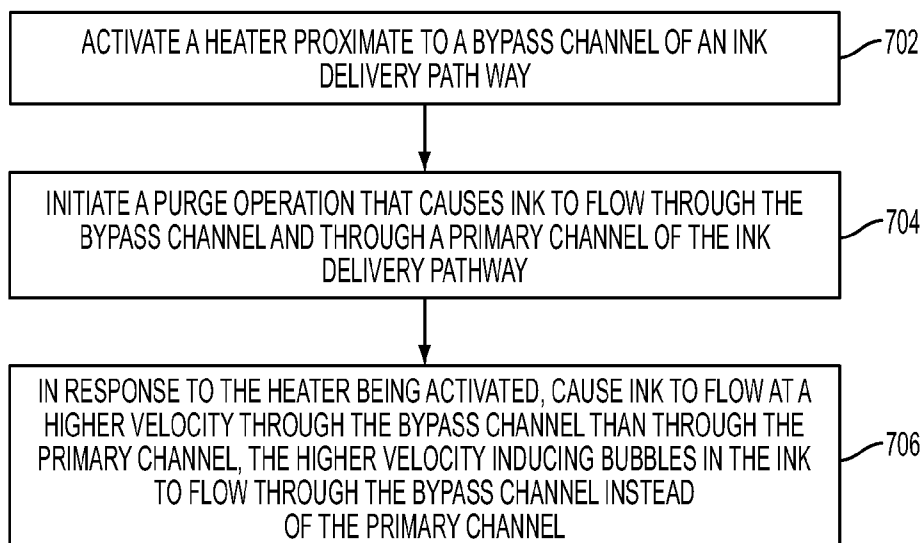 ACTIVATE A HEATER PROXIMATE TO A BYPASS CHANNEL OF AN INK
DELIVERY PATH WAY
702
INITIATE A PURGE OPERATION THAT CAUSES INK TO FLOW THROUGH THE
BYPASS CHANNEL AND THROUGH A PRIMARY CHANNEL OF THE INK
DELIVERY PATHWAY
704
IN RESPONSE TO THE HEATER BEING ACTIVATED, CAUSE INK TO FLOW AT A
HIGHER VELOCITY THROUGH THE BYPASS CHANNEL THAN THROUGH THE
PRIMARY CHANNEL, THE HIGHER VELOCITY INDUCING BUBBLES IN THE INK
TO FLOW THROUGH THE BYPASS CHANNEL INSTEAD
OF THE PRIMARY CHANNEL
706